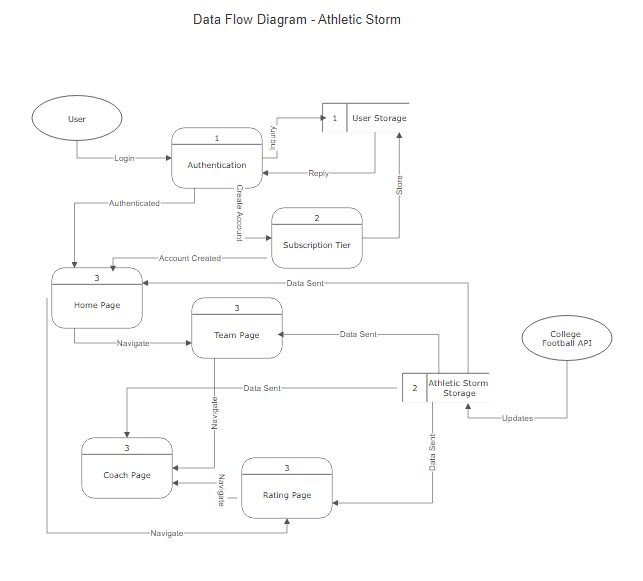 Data Flow Diagram - Athletic Storm
User
1
User Storage
1
Authentication
Login
Inquiry
Reply
Store
Create Account
Authenticated
2
Subscription Tier
Account Created
3
Home Page
Data Sent
3
Team Page
Data Sent
College
Football API
Navigate
2
Athletic Storm
Storage
Data Sent
Navigate
Updates
3
Coach Page
Data Sent
3
Rating Page
Navigate
Navigate